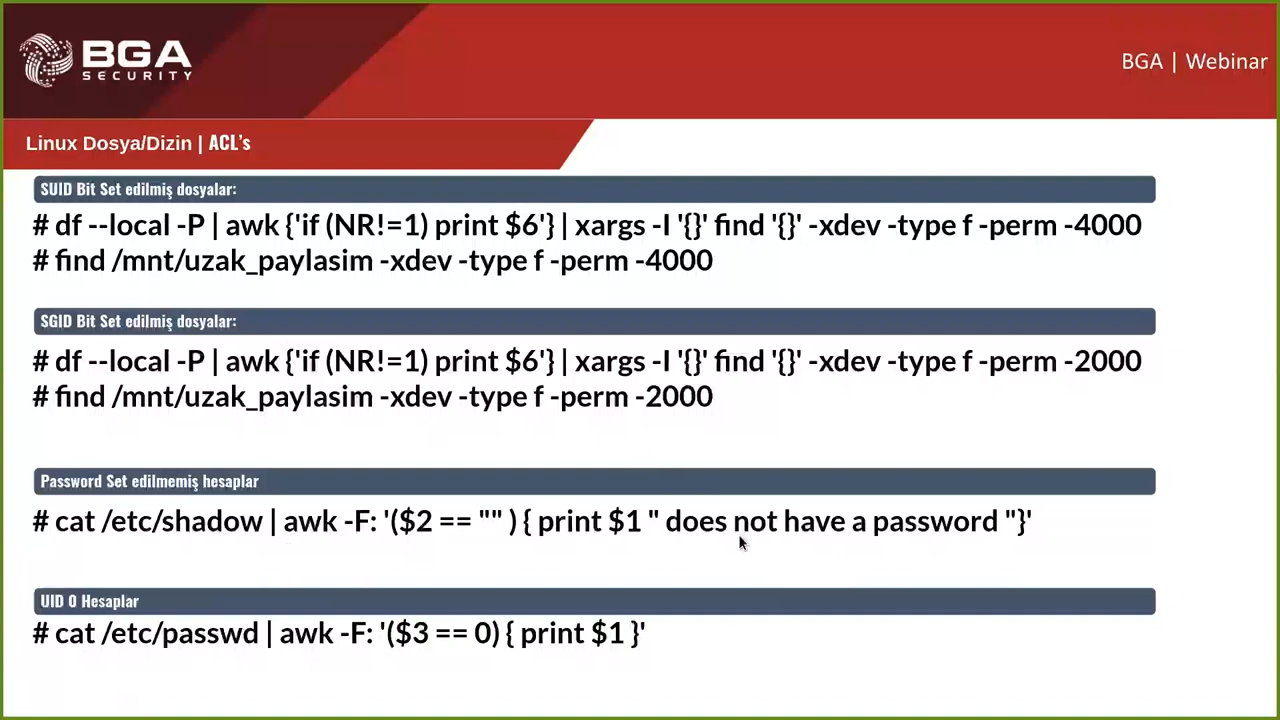 BGA
SECURITY
BGA | Webinar
Linux Dosya/Dizin | ACL's
SUID Bit Set edilmiş dosyalar:
# df --local -P | awk {'if (NR!=1) print $6'} | xargs -I '{}' find '{}' -xdev -type f -perm -4000
# find /mnt/uzak_paylasim -xdev -type f -perm -4000
SGID Bit Set edilmiş dosyalar:
# df --local -P | awk {'if (NR!=1) print $6'} | xargs -I '{}' find '{}' -xdev -type f -perm -2000
# find /mnt/uzak_paylasim -xdev -type f -perm -2000
Password Set edilmemiş hesaplar
# cat /etc/shadow | awk -F: '($2 == "" ) { print $1 " does not have a password "}'
UID 0 Hesaplar
# cat /etc/passwd | awk -F: '($3 == 0) { print $1 }'